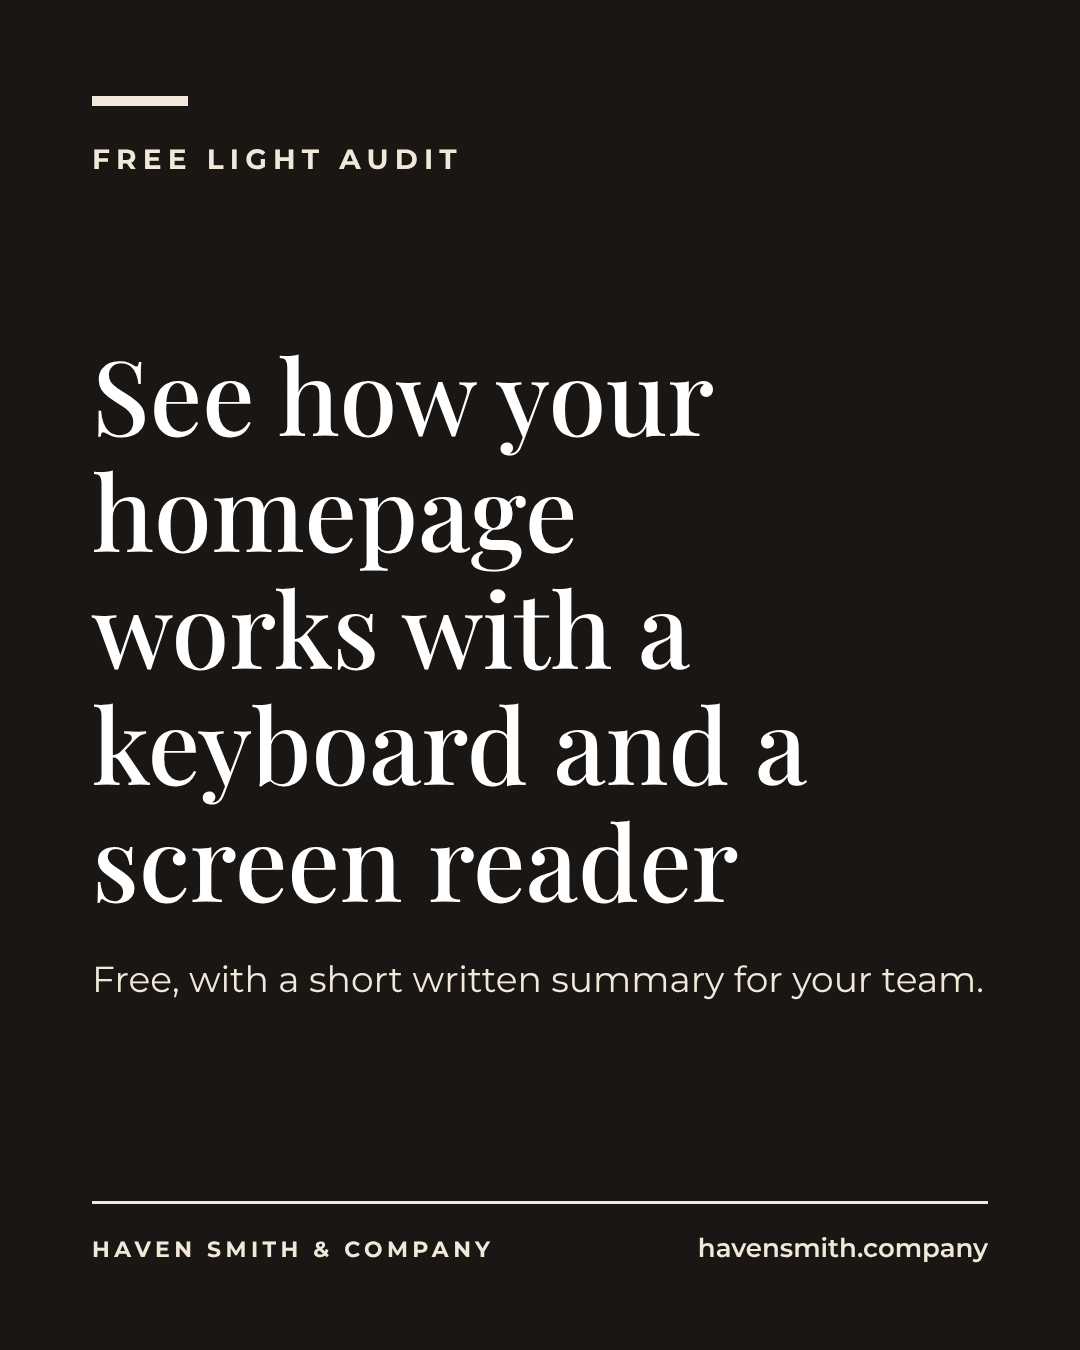 FREE LIGHT AUDIT
See how your
homepage
works with a
keyboard and a
screen reader
Free, with a short written summary for your team.
HAVEN SMITH & COMPANY
havensmith.company